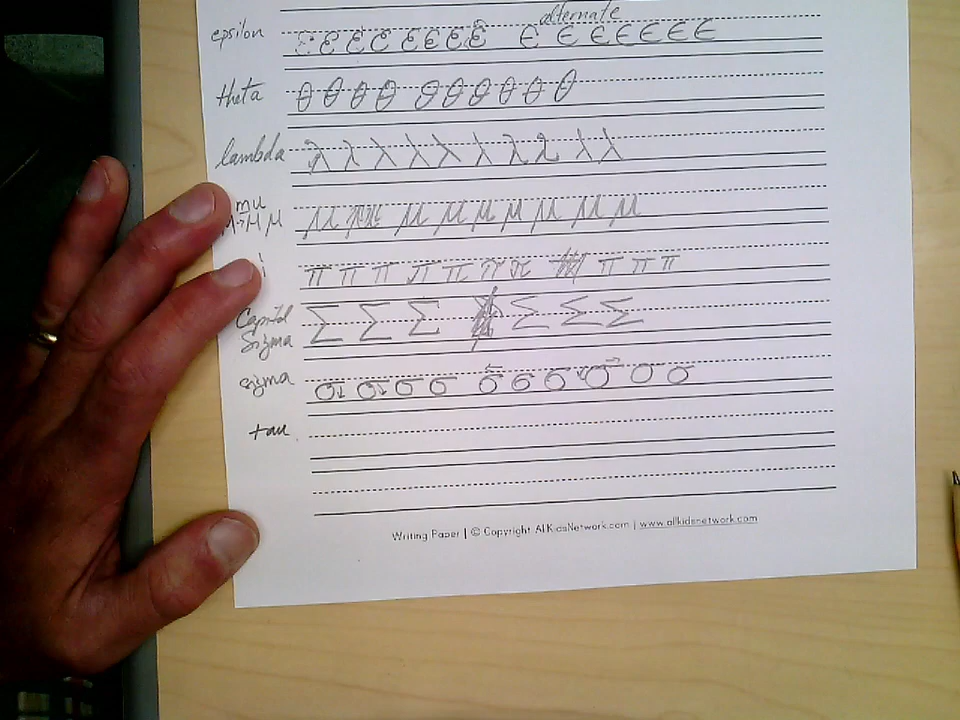 alternate
epsilon ε ε ε ε ε ε ε ε ϵ ϵ ϵ ϵ ϵ ϵ ϵ
theta θ θ θ θ θ θ θ θ θ θ
lambda λ λ λ λ λ λ λ λ λ λ
mu
μ μ μ μ μ μ μ μ μ
π π π π π π π π π π
Capital Σ Σ Σ Σ Σ Σ
Sigma
sigma σ σ σ σ σ σ σ σ σ σ
tau
Writing Paper | © Copyright AllKidsNetwork.com | www.allkidsnetwork.com